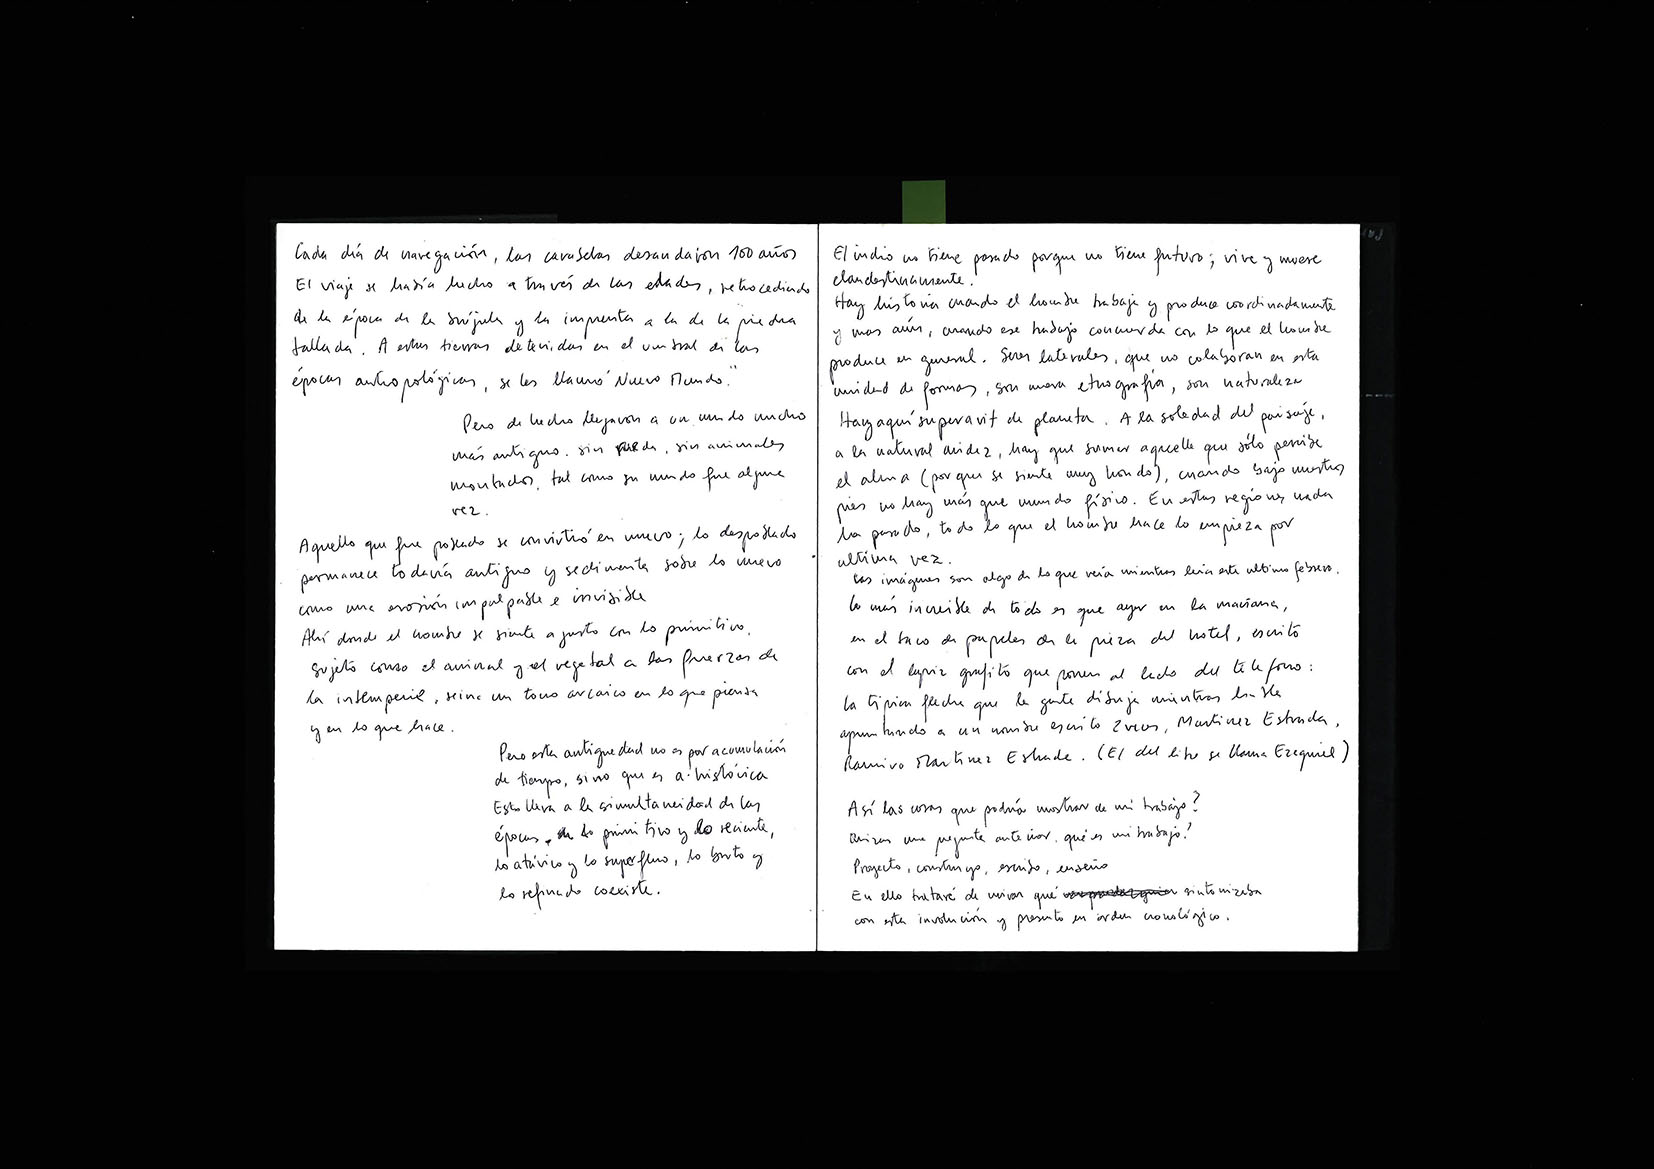 Cada día de navegación, las carabelas desandaron 100 años
El viaje se había hecho a través de las edades, retrocediendo
de la época de la brújula y la imprenta a la de la piedra
tallada. A estas tierras detenidas en el umbral de las
épocas antropológicas, se les llamó "Nuevo Mundo."
Pero de hecho llegaron a un mundo mucho
más antiguo. sin rueda, sin animales
montados, tal como su mundo fue alguna
vez.
Aquello que fue poblado se convirtió en nuevo; lo despoblado
permanece todavía antiguo y sedimenta sobre lo nuevo
como una erosión impalpable e invisible
Ahí donde el hombre se siente a gusto con lo primitivo,
sujeto como el animal y el vegetal a las fuerzas de
la intemperie, reina un tono arcaico en lo que piensa
y en lo que hace.
Pero esta antiguedad no es por acumulación
de tiempo, sino que es a-histórica
Esto lleva a la simultaneidad de las
épocas, lo primitivo y lo reciente,
lo atávico y lo superfluo, lo bruto y
lo refinado coexiste.
El indio no tiene pasado porque no tiene futuro; vive y muere
clandestinamente.
Hay historia cuando el hombre trabaja y produce coordinadamente
y mas aún, cuando ese trabajo concuerda con lo que el hombre
produce en general. Seres laterales, que no colaboran en esta
unidad de formas, son mera etnografía, son naturaleza
Hay aquí superavit de planeta. A la soledad del paisaje,
a la natural aridez, hay que sumar aquella que sólo percibe
el alma (porque se siente muy hondo), cuando bajo nuestros
pies no hay más que mundo físico. En estas regiones nada
ha pasado, todo lo que el hombre hace lo empieza por
ultima vez.
Las imágenes son algo de lo que veía mientras leía este ultimo febrero.
Lo más increible de todo es que ayer en la mañana,
en el taco de papeles de la pieza del hotel, escrito
con el lapiz grafito que ponen al lado del teléfono:
La tipica flecha que la gente dibuja mientras habla
apuntando a un nombre escrito 2 veces, Martinez Estrada,
Ramiro Martinez Estrada. (El del libro se llama Ezequiel)
Así las cosas que podría mostrar de mi trabajo?
Quizas una pregunta anterior. qué es mi trabajo?
Proyecto, construyo, escribo, enseño
En ello trataré de mirar qué sintonizaba
con esta involución y presento en orden cronológico.